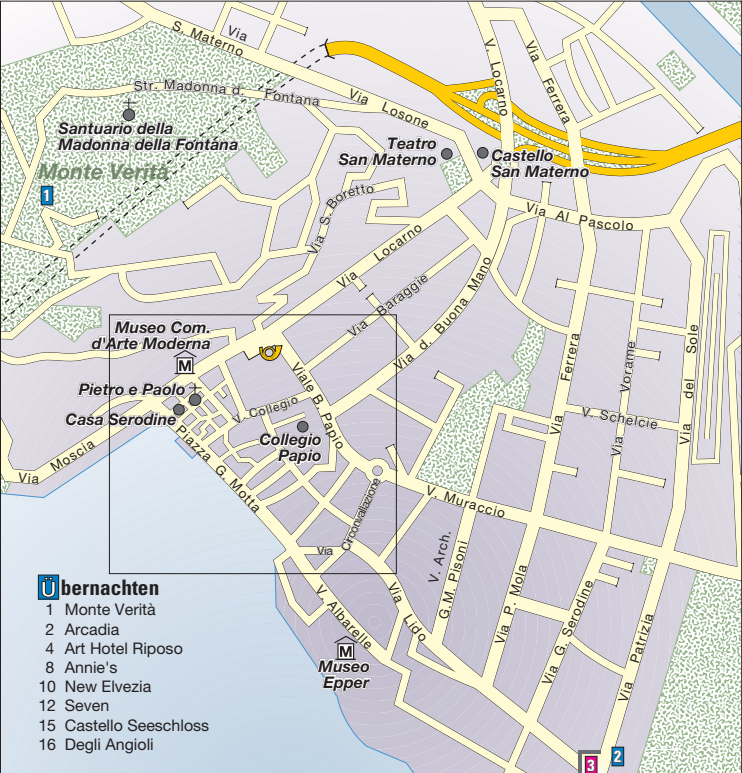 S. Materno
Via
Str. Madonna d. Fontana
Via Losone
V. Locarno
Via Ferrera
Santuario della
Madonna della Fontana
Teatro
San Materno
Castello
San Materno
Monte Verità
1
Via S. Boretto
Via Al Pascolo
Via Locarno
Via Baraggie
Via d. Buona Mano
Museo Com.
d'Arte Moderna
M
Pietro e Paolo
Casa Serodine
V. Collegio
Collegio
Papio
Viale B. Papio
Via Ferrera
Via Vorame
Via del Sole
V. Schelcie
Via Moscia
Piazza G. Motta
V. Muraccio
Via Circonvallazione
V. Arch.
G.M. Pisoni
Via P. Moia
Via G. Serodine
Via Patrizia
Via Lido
V. Albarelle
M
Museo
Epper
Übernachten
1 Monte Verità
2 Arcadia
4 Art Hotel Riposo
8 Annie's
10 New Elvezia
12 Seven
15 Castello Seeschloss
16 Degli Angioli
3
2